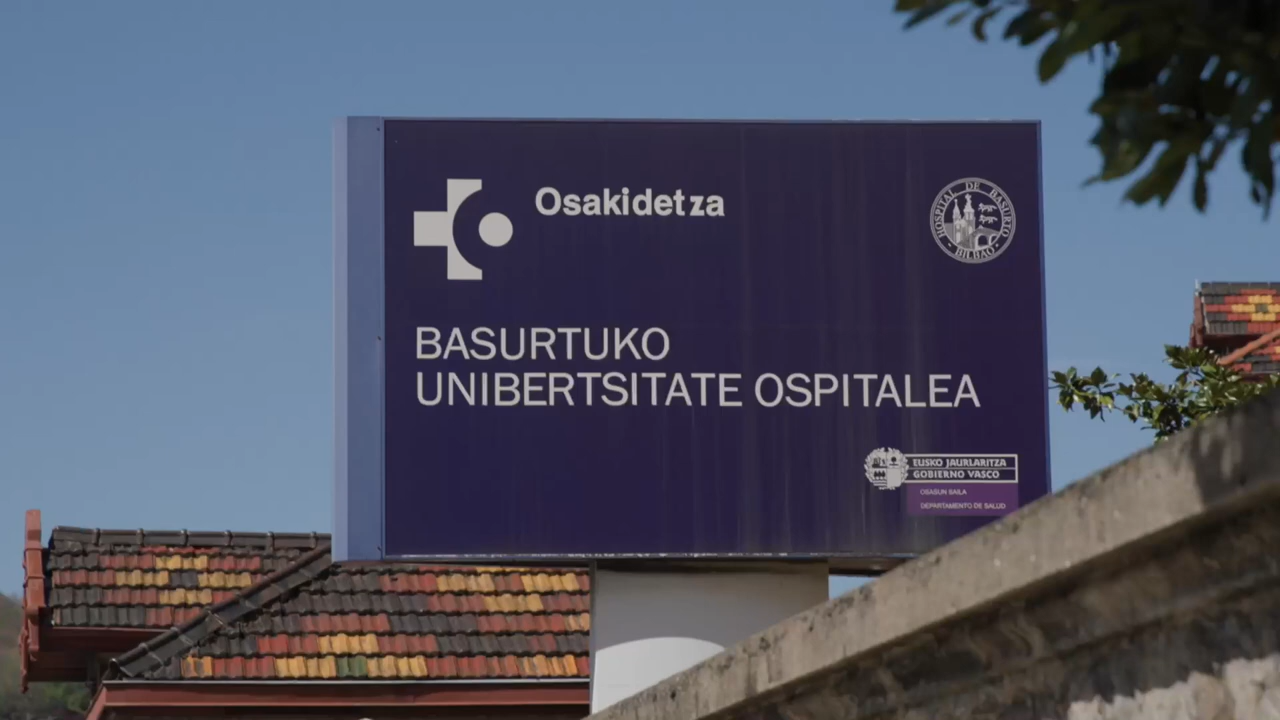 Osakidetza
HOSPITAL DE BASURTO
BILBAO
BASURTUKO
UNIBERTSITATE OSPITALEA
EUSKO JAURLARITZA
GOBIERNO VASCO
OSASUN SAILA
DEPARTAMENTO DE SALUD